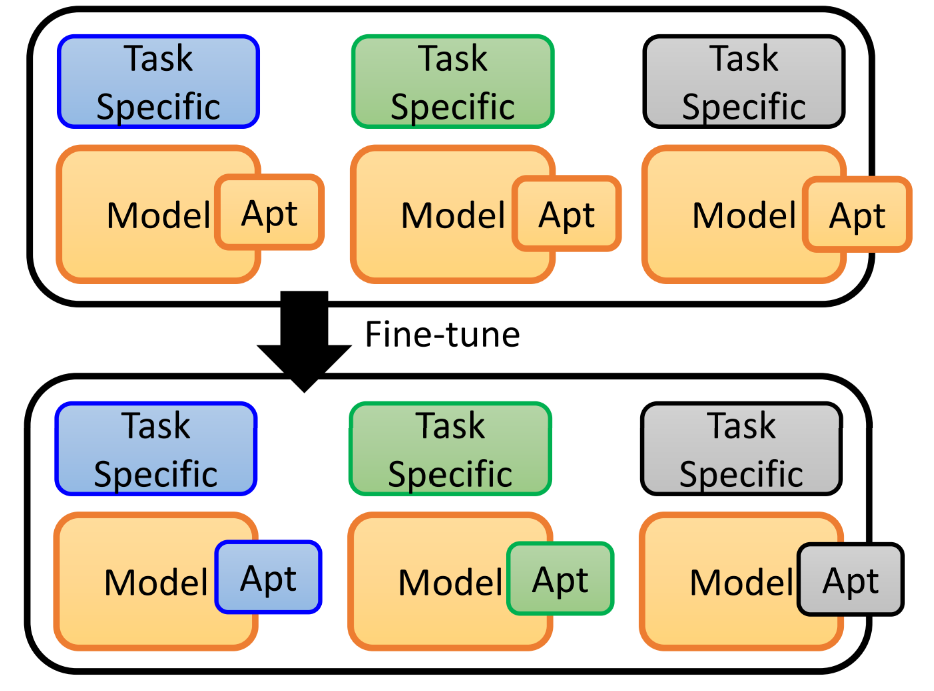 Task
Specific
Task
Specific
Task
Specific
Model
Apt
Model
Apt
Model
Apt
Fine-tune
Task
Specific
Task
Specific
Task
Specific
Model
Apt
Model
Apt
Model
Apt